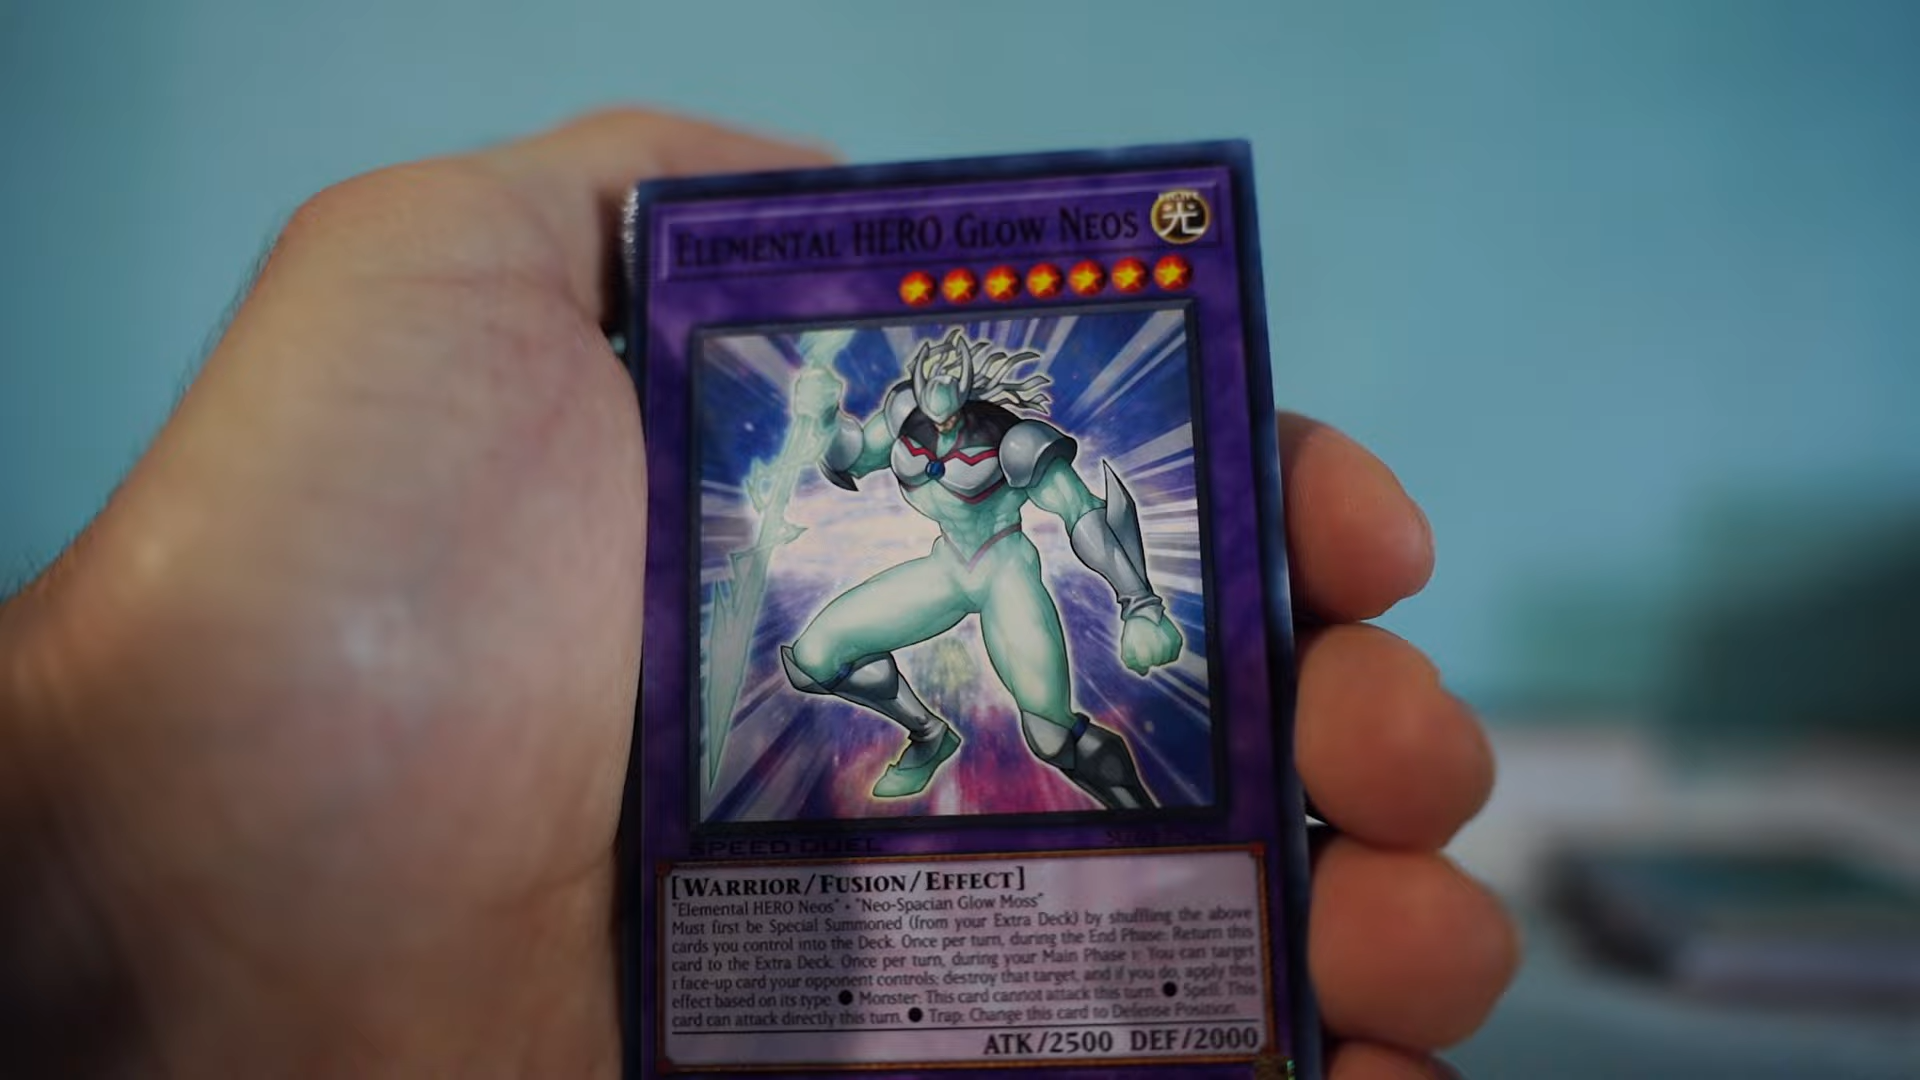 ELEMENTAL HERO GLOW NEOS
LIGHT
光
SPEED DUEL
[WARRIOR/FUSION/EFFECT]
"Elemental HERO Neos" + "Neo-Spacian Glow Moss"
Must first be Special Summoned (from your Extra Deck) by shuffling the above
cards you control into the Deck. Once per turn, during the End Phase: Return this
card to the Extra Deck. Once per turn, during your Main Phase 1: You can target
1 face-up card your opponent controls; destroy that target, and if you do, apply this
effect based on its type. ● Monster: This card cannot attack this turn. ● Spell: This
card can attack directly this turn. ● Trap: Change this card to Defense Position.
ATK/2500 DEF/2000